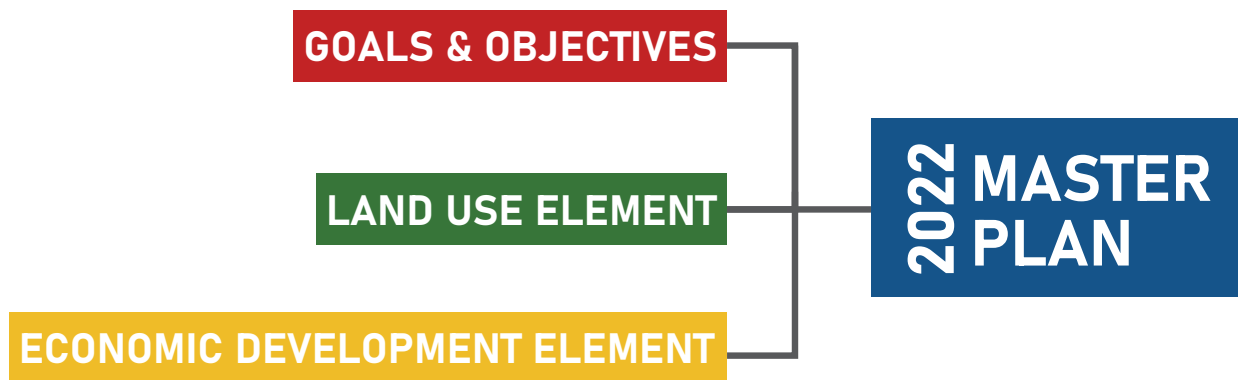 GOALS & OBJECTIVES
LAND USE ELEMENT
ECONOMIC DEVELOPMENT ELEMENT
2022
MASTER
PLAN